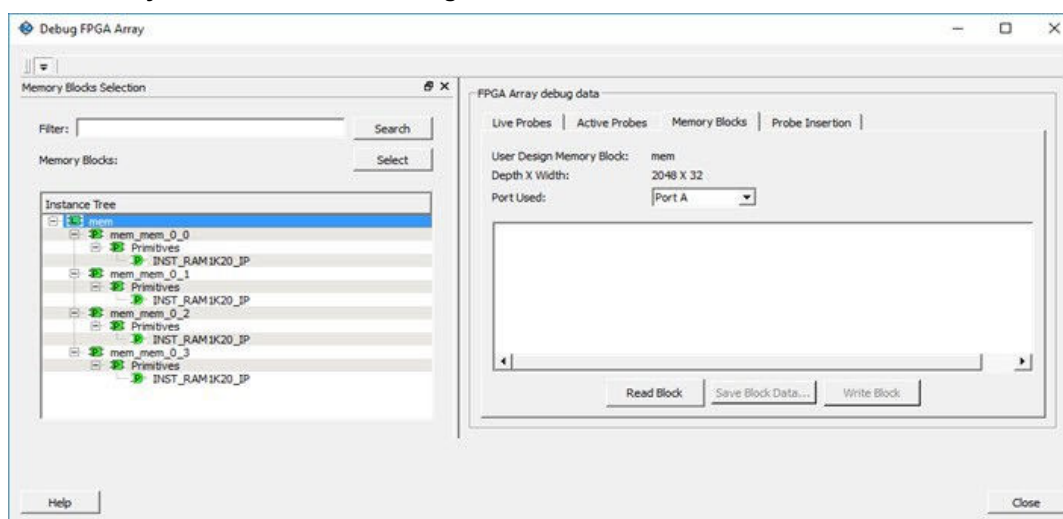 Debug FPGA Array
Memory Blocks Selection
Filter:
Search
Memory Blocks:
Select
Instance Tree
mem
mem_mem_0_0
Primitives
INST_RAM1K20_IP
mem_mem_0_1
Primitives
INST_RAM1K20_IP
mem_mem_0_2
Primitives
INST_RAM1K20_IP
mem_mem_0_3
Primitives
INST_RAM1K20_IP
FPGA Array debug data
Live Probes | Active Probes Memory Blocks | Probe Insertion |
User Design Memory Block: mem
Depth X Width: 2048 X 32
Port Used: Port A
Read Block Save Block Data... Write Block
Help Close